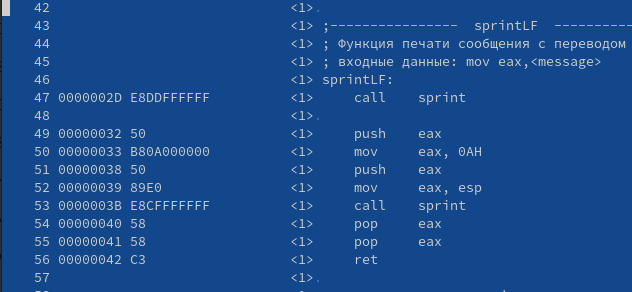 42 <1>.
43 <1> ;---------------- sprintLF ----------
44 <1> ; Функция печати сообщения с переводом
45 <1> ; входные данные: mov eax,<message>
46 <1> sprintLF:
47 0000002D E8DDFFFFFF <1> call sprint
48 <1>.
49 00000032 50 <1> push eax
50 00000033 B80A000000 <1> mov eax, 0AH
51 00000038 50 <1> push eax
52 00000039 89E0 <1> mov eax, esp
53 0000003B E8CFFFFFFF <1> call sprint
54 00000040 58 <1> pop eax
55 00000041 58 <1> pop eax
56 00000042 C3 <1> ret
57 <1>.